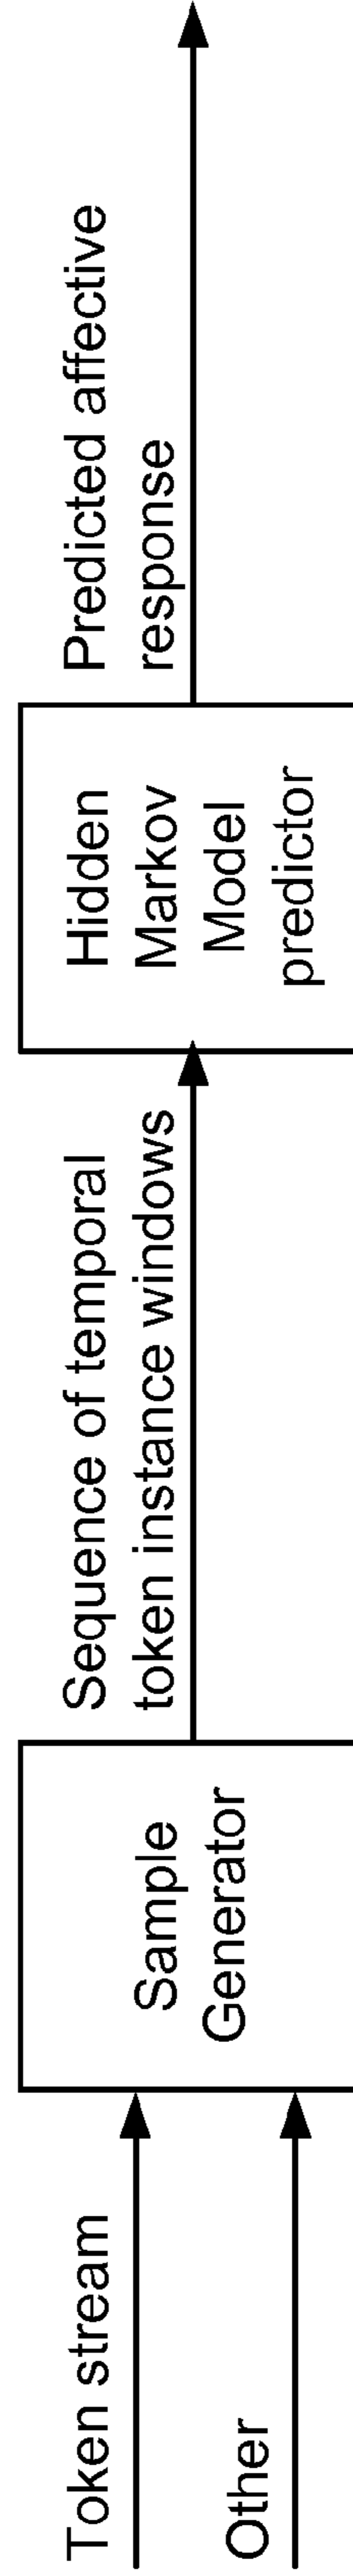 Token stream
Other
Sample
Generator
Sequence of temporal
token instance windows
Hidden
Markov
Model
predictor
Predicted affective
response